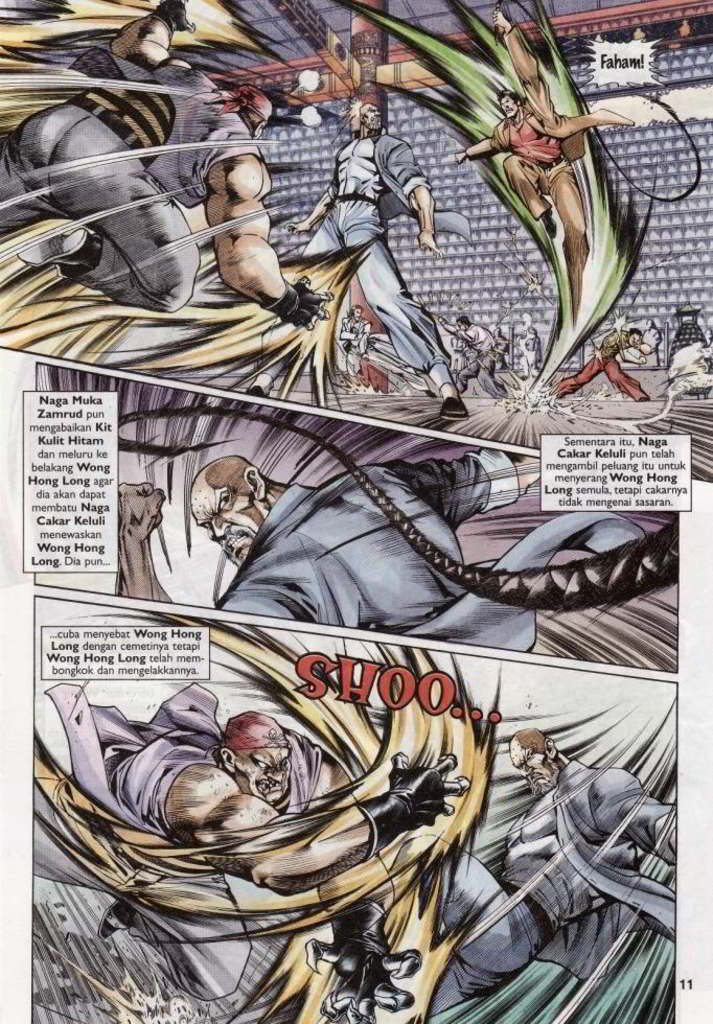 Faham!
Naga Muka
Zamrud pun
mengabaikan Kit
Kulit Hitam
dan meluru ke
belakang Wong
Hong Long agar
dia akan dapat
membatu Naga
Cakar Keluli
menewaskan
Wong Hong
Long. Dia pun...
Sementara itu, Naga
Cakar Keluli pun telah
mengambil peluang itu untuk
menyerang Wong Hong
Long semula, tetapi cakarnya
tidak mengenai sasaran.
...cuba menyebat Wong Hong
Long dengan cemetinya tetapi
Wong Hong Long telah mem-
bongkok dan mengelakkannya.
SHOO...
11